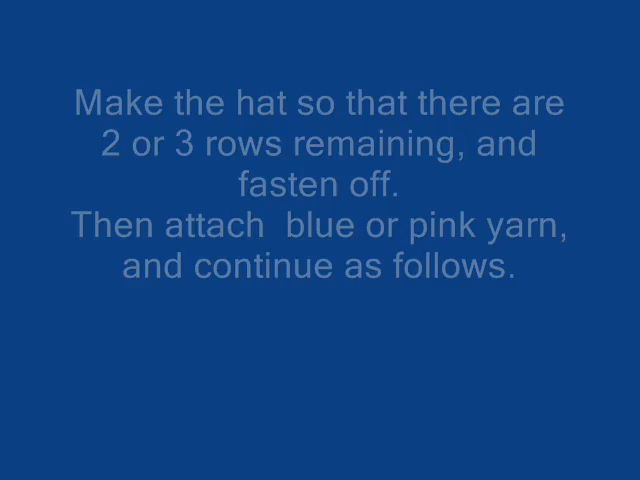 Make the hat so that there are
2 or 3 rows remaining, and
fasten off.
Then attach  blue or pink yarn,
and continue as follows.